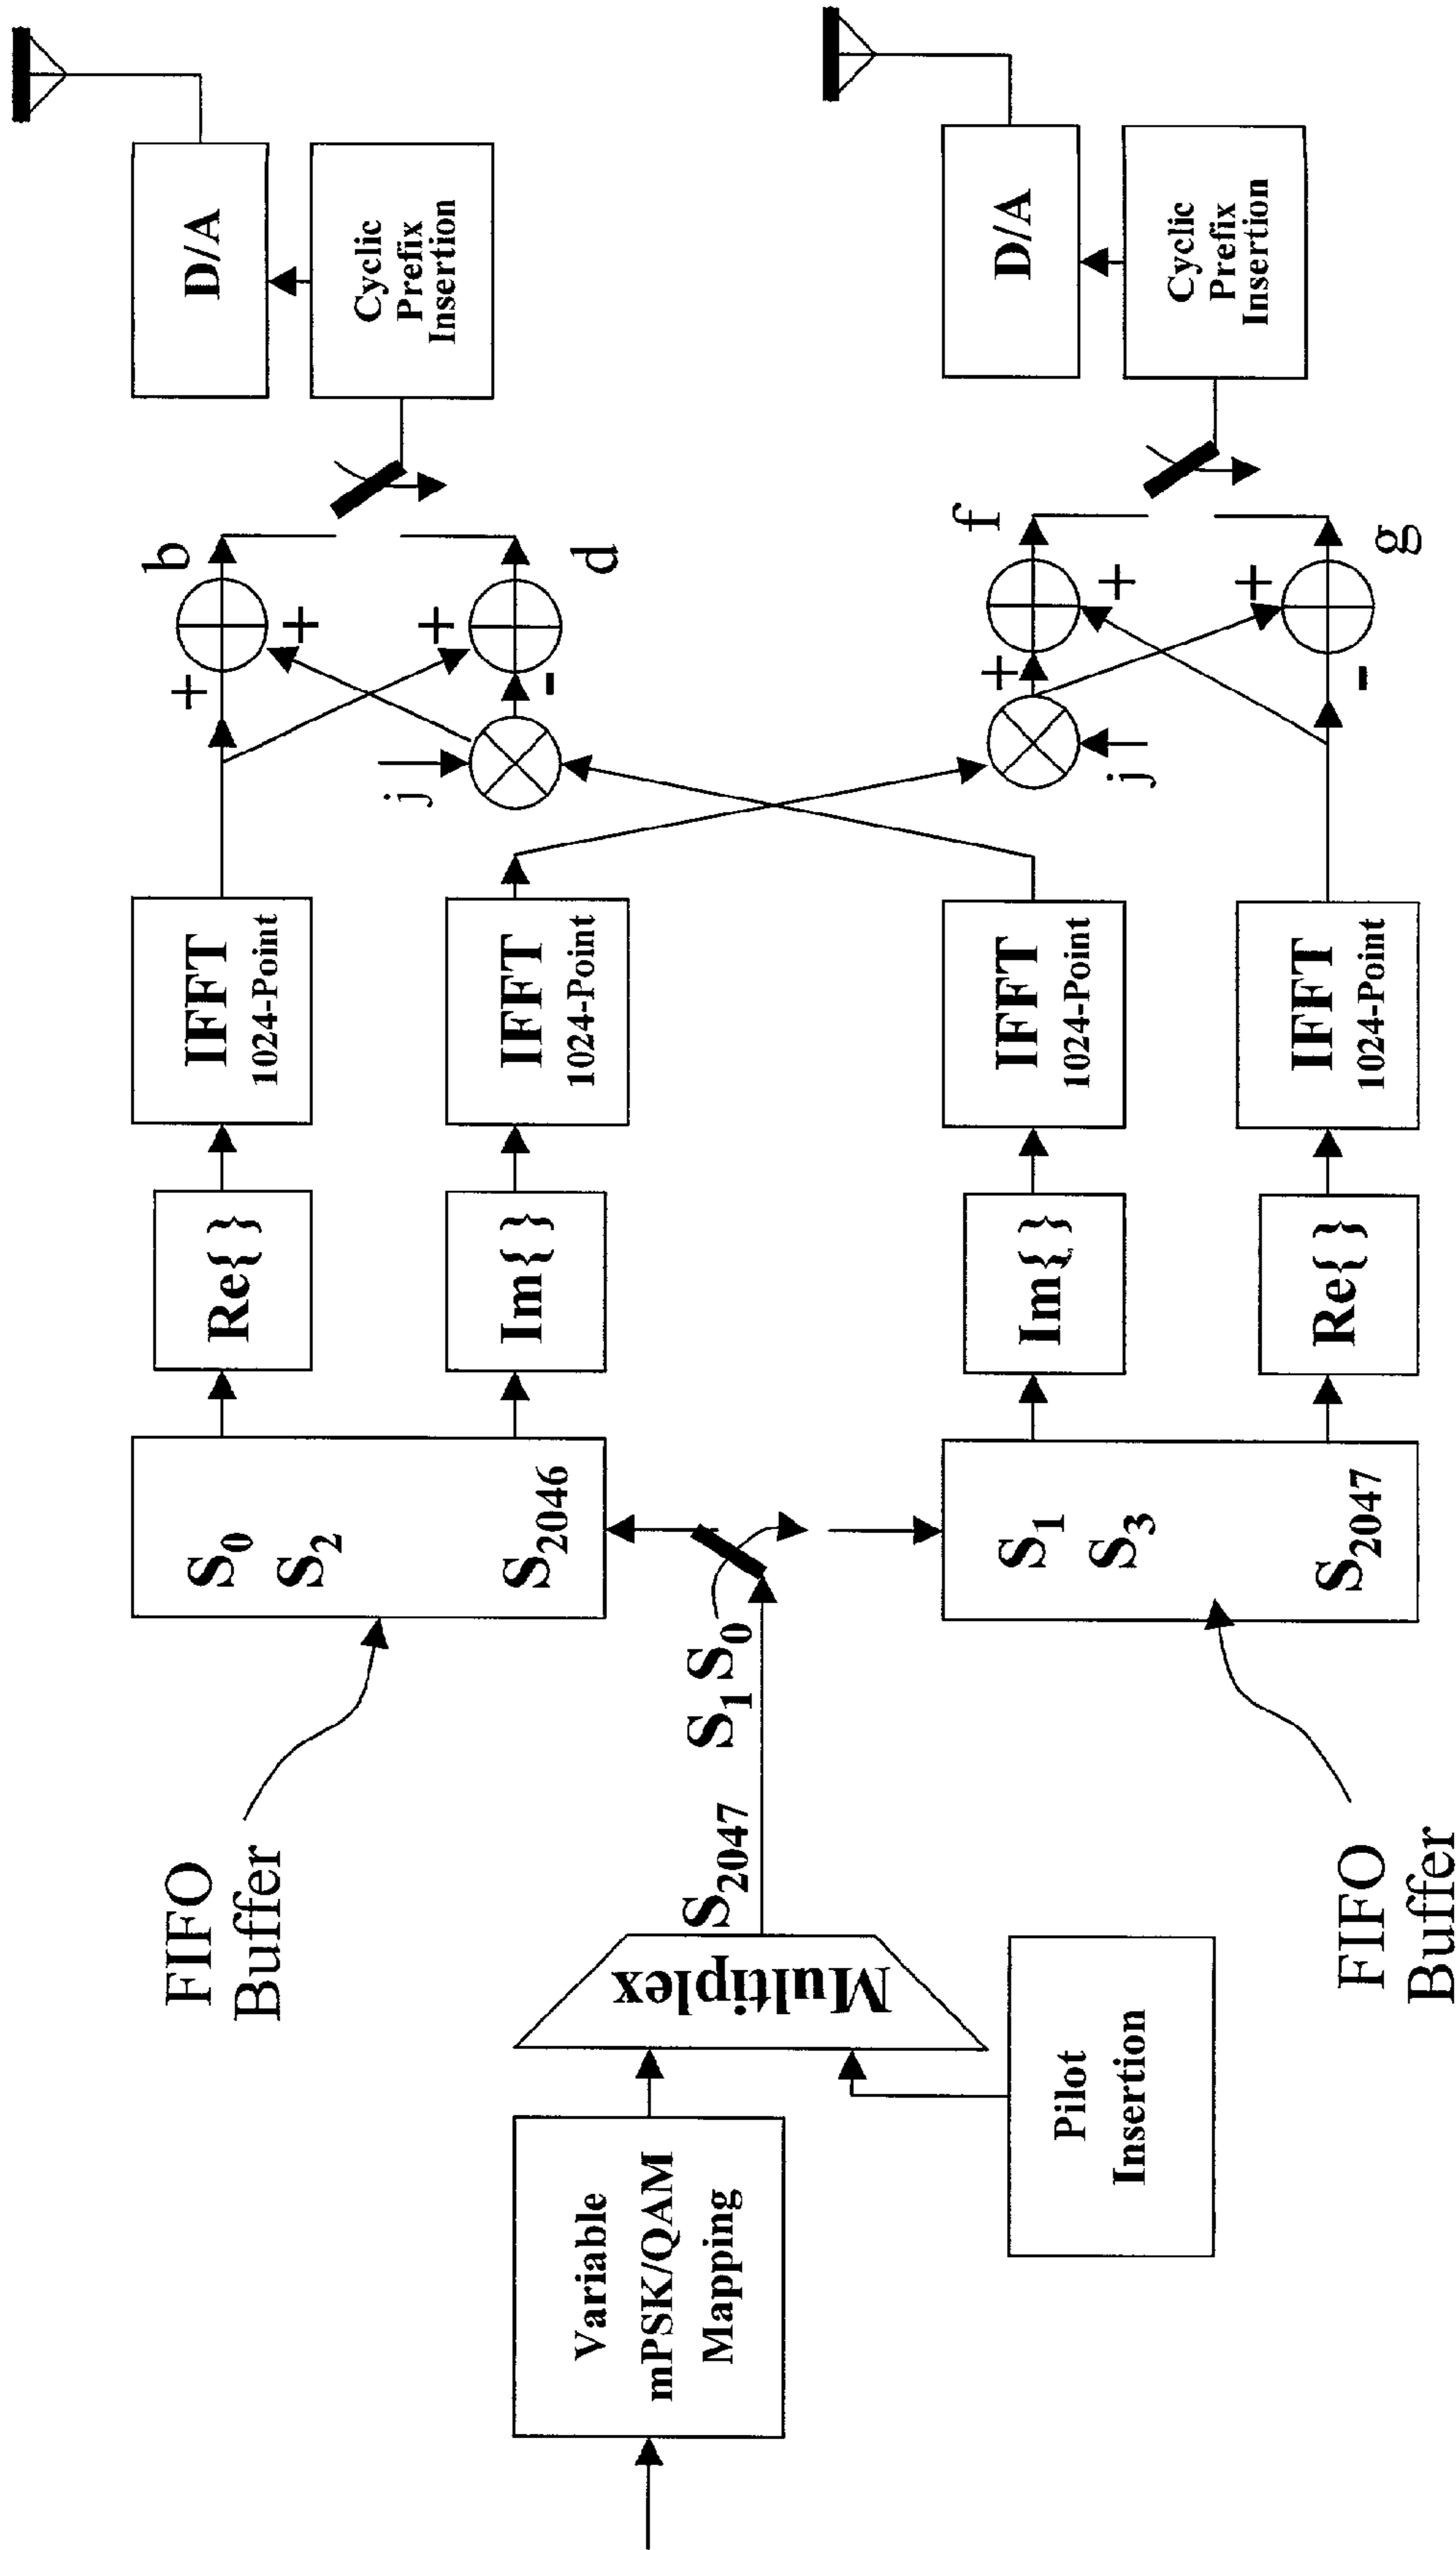 Variable
mPSK/QAM
Mapping
Pilot
Insertion
Multiplex
S2047 S1 S0
FIFO
Buffer
S0
S2
S2046
FIFO
Buffer
S1
S3
S2047
Re{ }
Im{ }
Im{ }
Re{ }
IFFT
1024-Point
IFFT
1024-Point
IFFT
1024-Point
IFFT
1024-Point
j
j
+
+
+
-
b
d
+
+
+
-
f
g
Cyclic
Prefix
Insertion
D/A
Cyclic
Prefix
Insertion
D/A